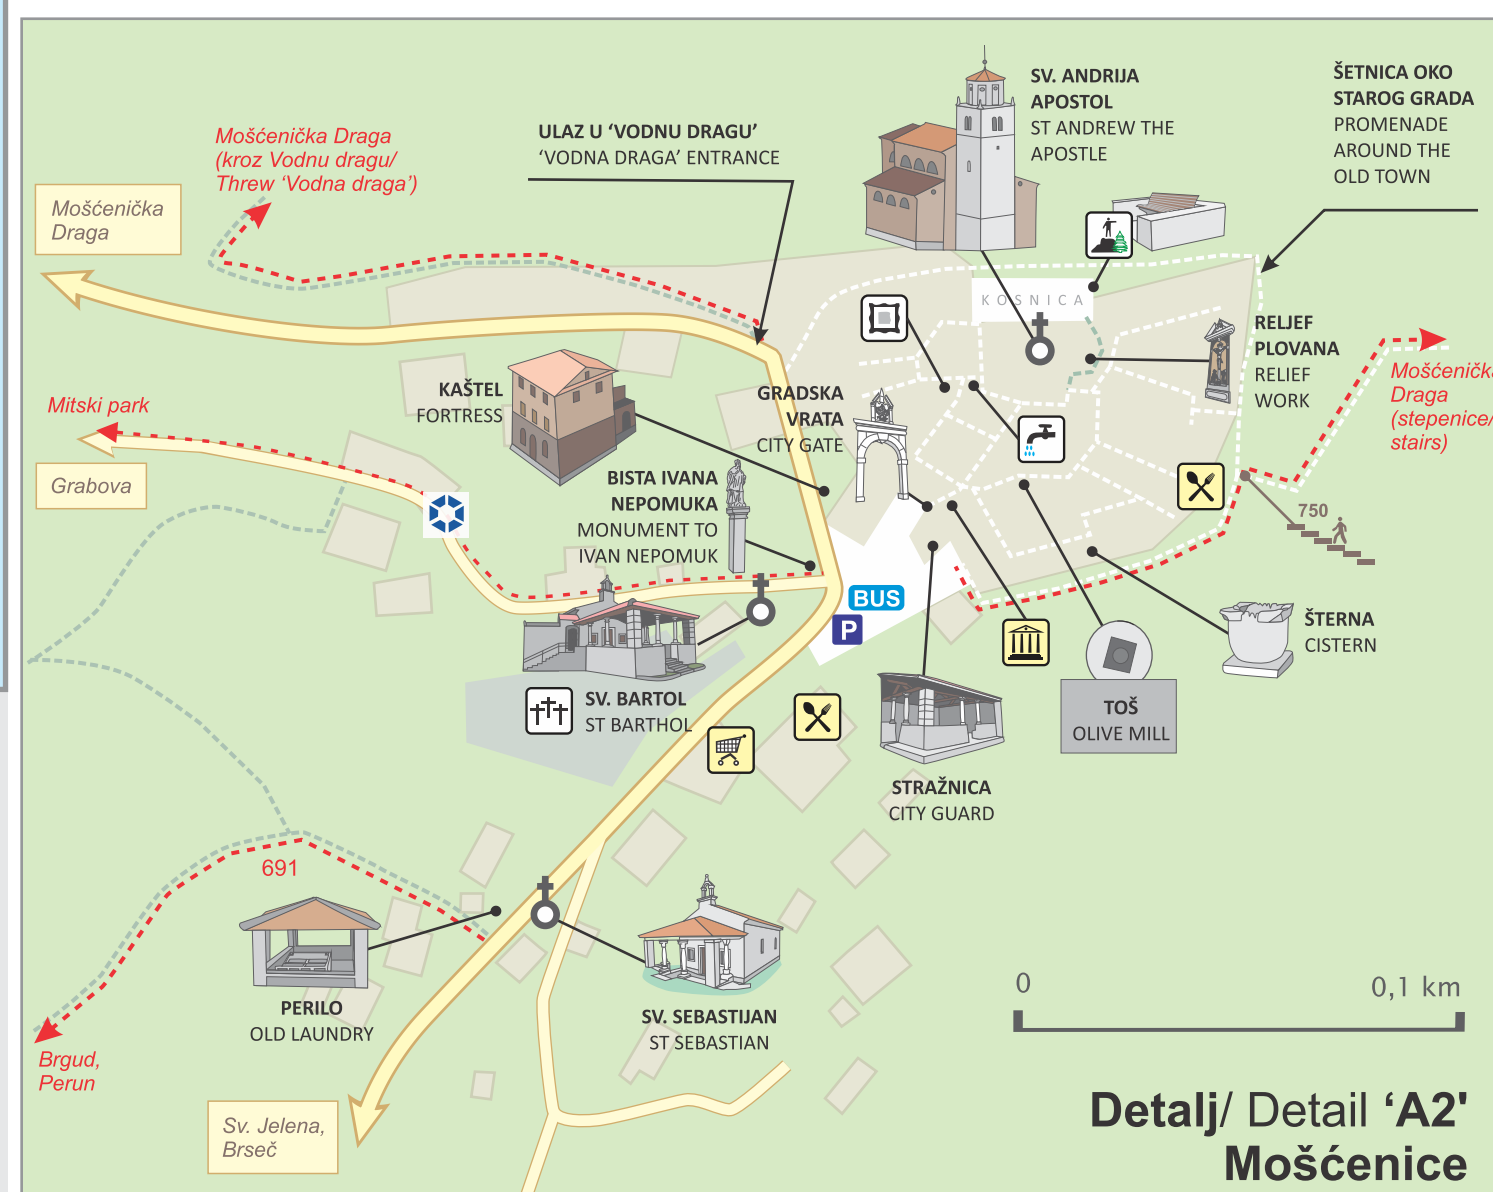 Mošćenička Draga
(kroz Vodnu dragu/
Threw ‘Vodna draga’)
Mošćenička
Draga
ULAZ U ‘VODNU DRAGU’
‘VODNA DRAGA’ ENTRANCE
SV. ANDRIJA
APOSTOL
ST ANDREW THE
APOSTLE
ŠETNICA OKO
STAROG GRADA
PROMENADE
AROUND THE
OLD TOWN
KOSNICA
RELJEF
PLOVANA
RELIEF
WORK
Mošćenička
Draga
(stepenice/
stairs)
KAŠTEL
FORTRESS
GRADSKA
VRATA
CITY GATE
Mitski park
Grabova
BISTA IVANA
NEPOMUKA
MONUMENT TO
IVAN NEPOMUK
750
BUS
P
ŠTERNA
CISTERN
SV. BARTOL
ST BARTHOL
TOŠ
OLIVE MILL
STRAŽNICA
CITY GUARD
691
PERILO
OLD LAUNDRY
SV. SEBASTIJAN
ST SEBASTIAN
Brgud,
Perun
Sv. Jelena,
Brseč
0 0,1 km
Detalj/ Detail ‘A2'
Mošćenice